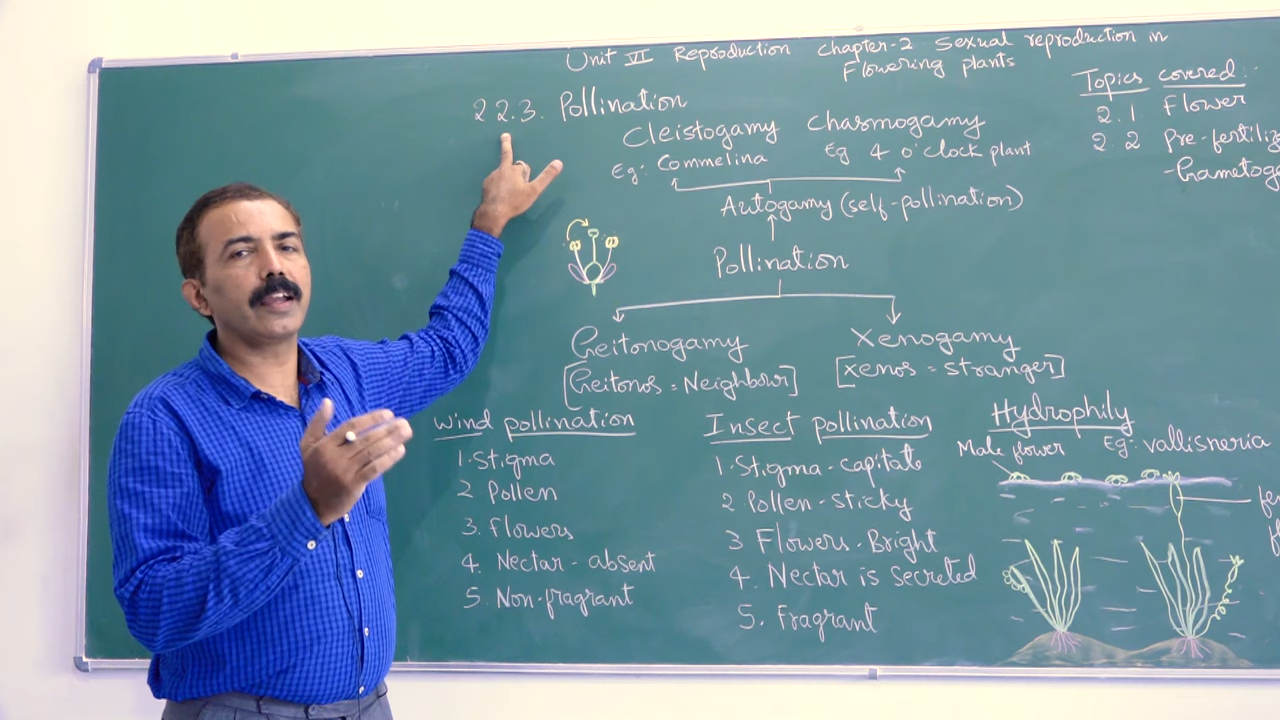 Unit VI Reproduction chapter-2 Sexual reproduction in
Flowering plants
2 2.3. Pollination
Cleistogamy chasmogamy
Eg: Commelina Eg 4 o'clock plant
Autogamy (self-pollination)
Pollination
Geitonogamy Xenogamy
[Geitonos = Neighbour] [xenos = stranger]
wind pollination
1. Stigma
2 Pollen
3. Flowers
4. Nectar - absent
5. Non-fragrant
Insect pollination
1. Stigma - capitate
2 Pollen - sticky
3 Flowers - Bright
4. Nectar is secreted
5. Fragrant
Hydrophily
Male flower Eg: vallisneria
Topics covered:-
2.1. Flower
2.2 Pre-fertiliz
-Gametoge